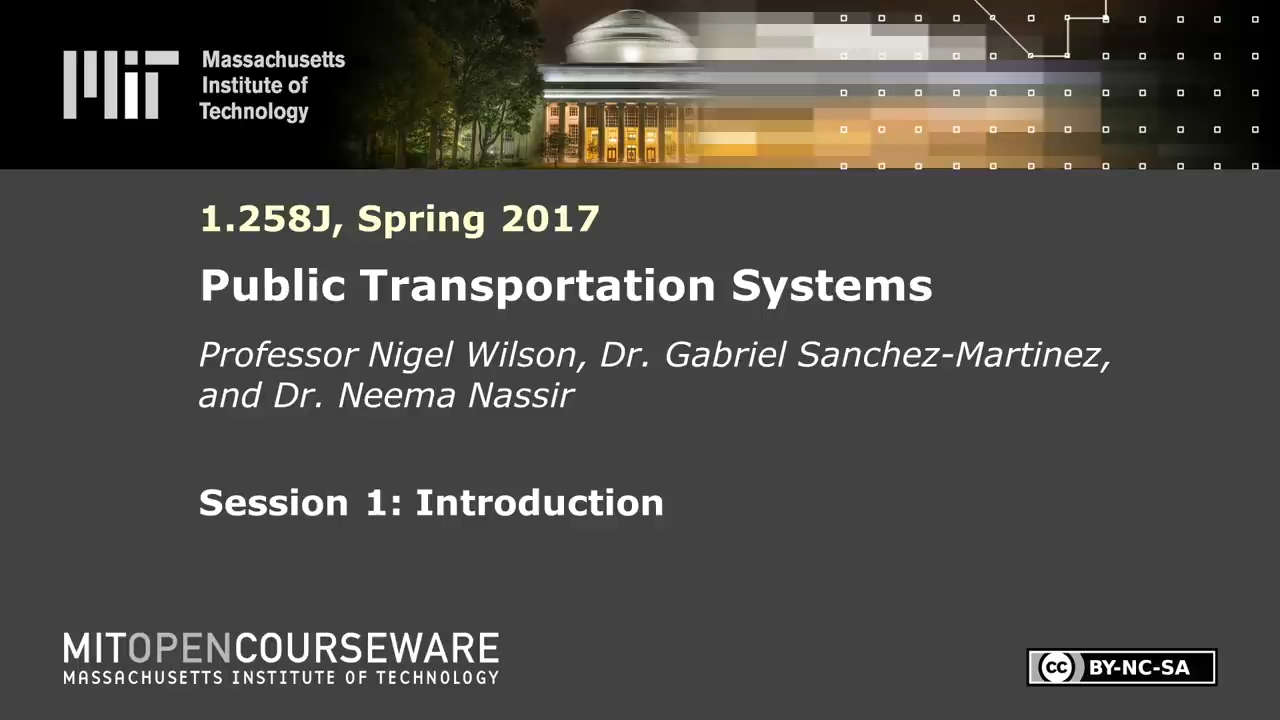 Massachusetts
Institute of
Technology
1.258J, Spring 2017
Public Transportation Systems
Professor Nigel Wilson, Dr. Gabriel Sanchez-Martinez,
and Dr. Neema Nassir
Session 1: Introduction
MITOPENCOURSEWARE
MASSACHUSETTS INSTITUTE OF TECHNOLOGY
cc BY-NC-SA